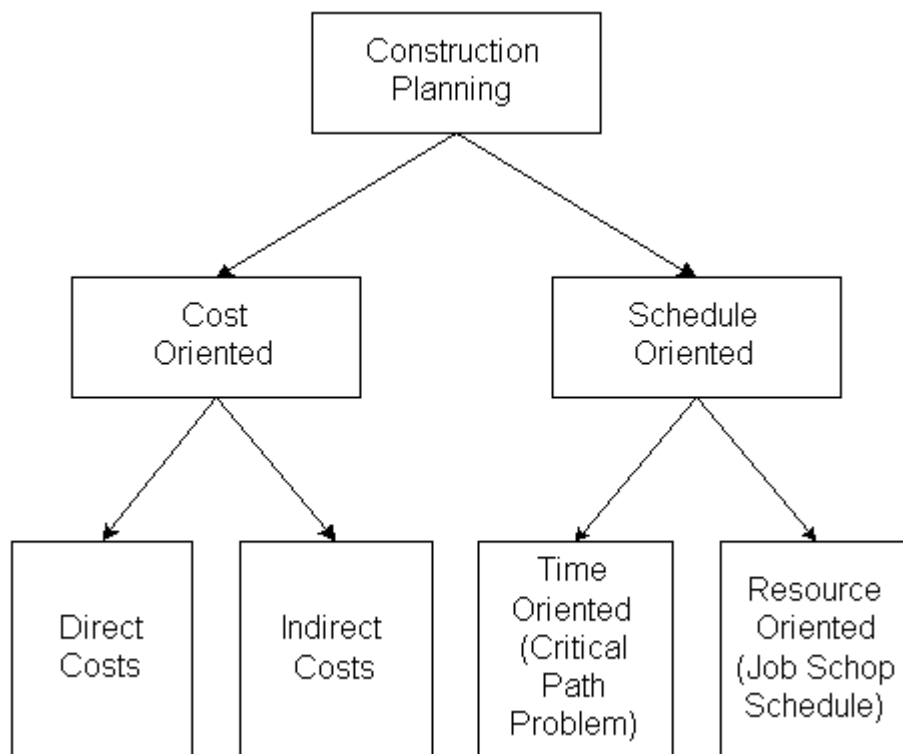 Construction
Planning
Cost
Oriented
Schedule
Oriented
Direct
Costs
Indirect
Costs
Time
Oriented
(Critical
Path
Problem)
Resource
Oriented
(Job Schop
Schedule)